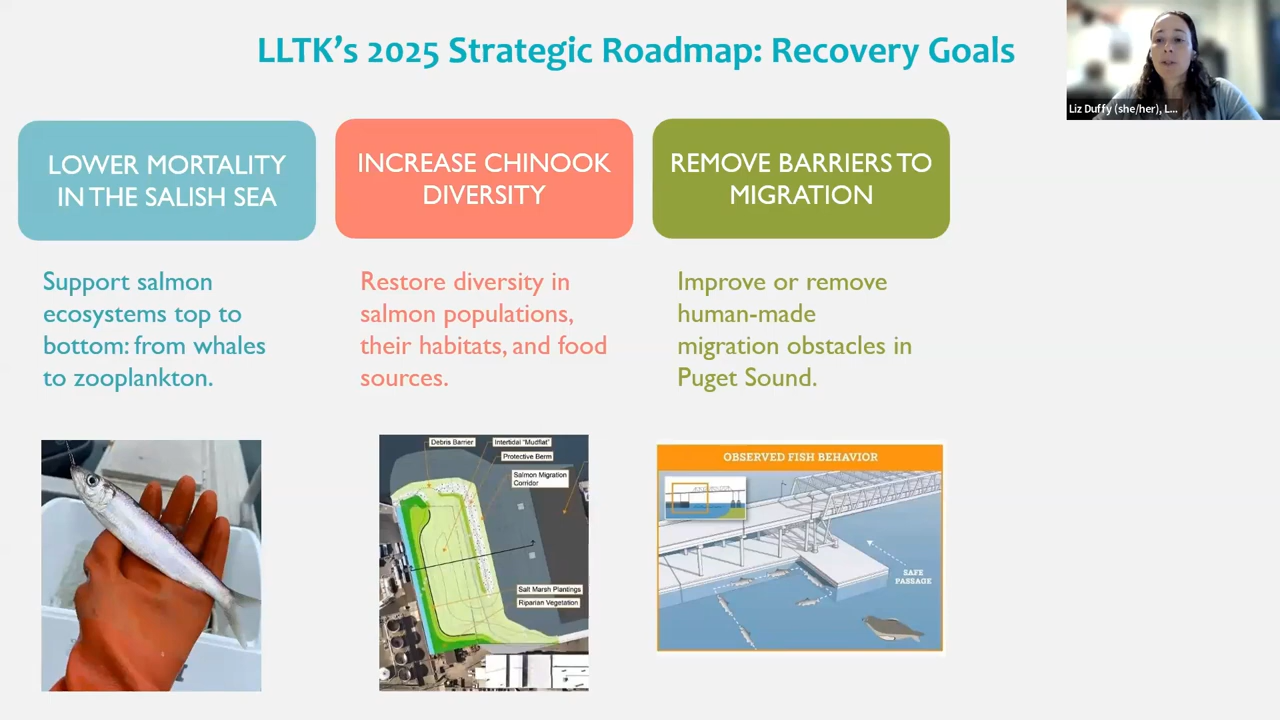 LLTK's 2025 Strategic Roadmap: Recovery Goals
Liz Duffy (she/her), L...
LOWER MORTALITY
IN THE SALISH SEA
INCREASE CHINOOK
DIVERSITY
REMOVE BARRIERS TO
MIGRATION
Support salmon
ecosystems top to
bottom: from whales
to zooplankton.
Restore diversity in
salmon populations,
their habitats, and food
sources.
Improve or remove
human-made
migration obstacles in
Puget Sound.
Debris Barrier
Intertidal "Mudflat"
Protective Berm
Salmon Migration
Corridor
Salt Marsh Plantings
Riparian Vegetation
OBSERVED FISH BEHAVIOR
SAFE
PASSAGE